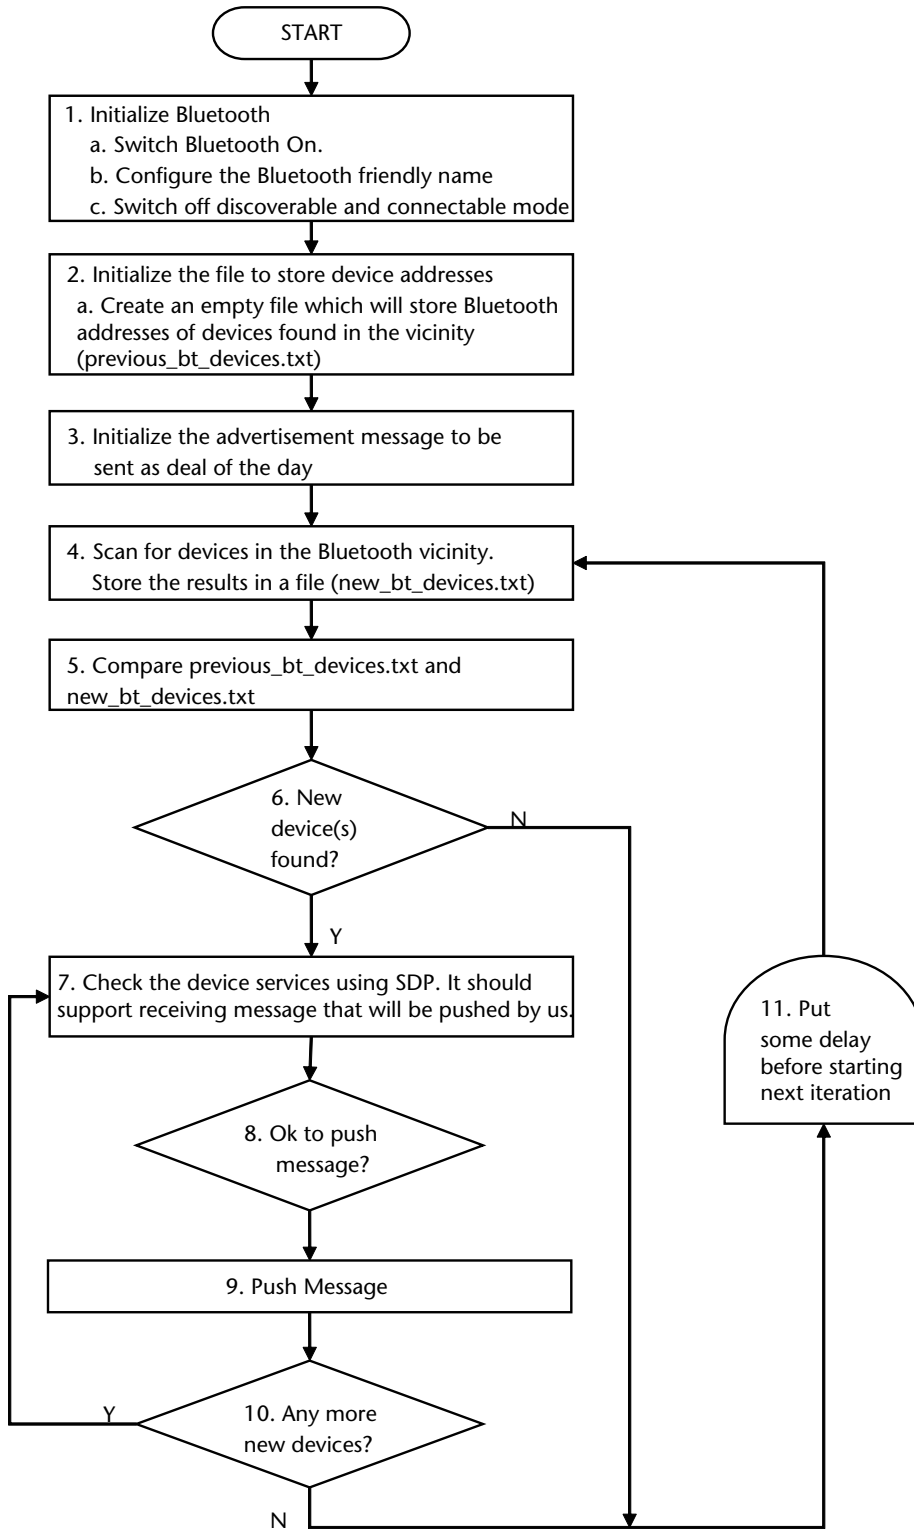 START
1. Initialize Bluetooth
a. Switch Bluetooth On.
b. Configure the Bluetooth friendly name
c. Switch off discoverable and connectable mode
2. Initialize the file to store device addresses
a. Create an empty file which will store Bluetooth
addresses of devices found in the vicinity
(previous_bt_devices.txt)
3. Initialize the advertisement message to be
sent as deal of the day
4. Scan for devices in the Bluetooth vicinity.
Store the results in a file (new_bt_devices.txt)
5. Compare previous_bt_devices.txt and
new_bt_devices.txt
6. New
device(s)
found?
N
Y
7. Check the device services using SDP. It should
support receiving message that will be pushed by us.
8. Ok to push
message?
9. Push Message
10. Any more
new devices?
Y
N
11. Put
some delay
before starting
next iteration